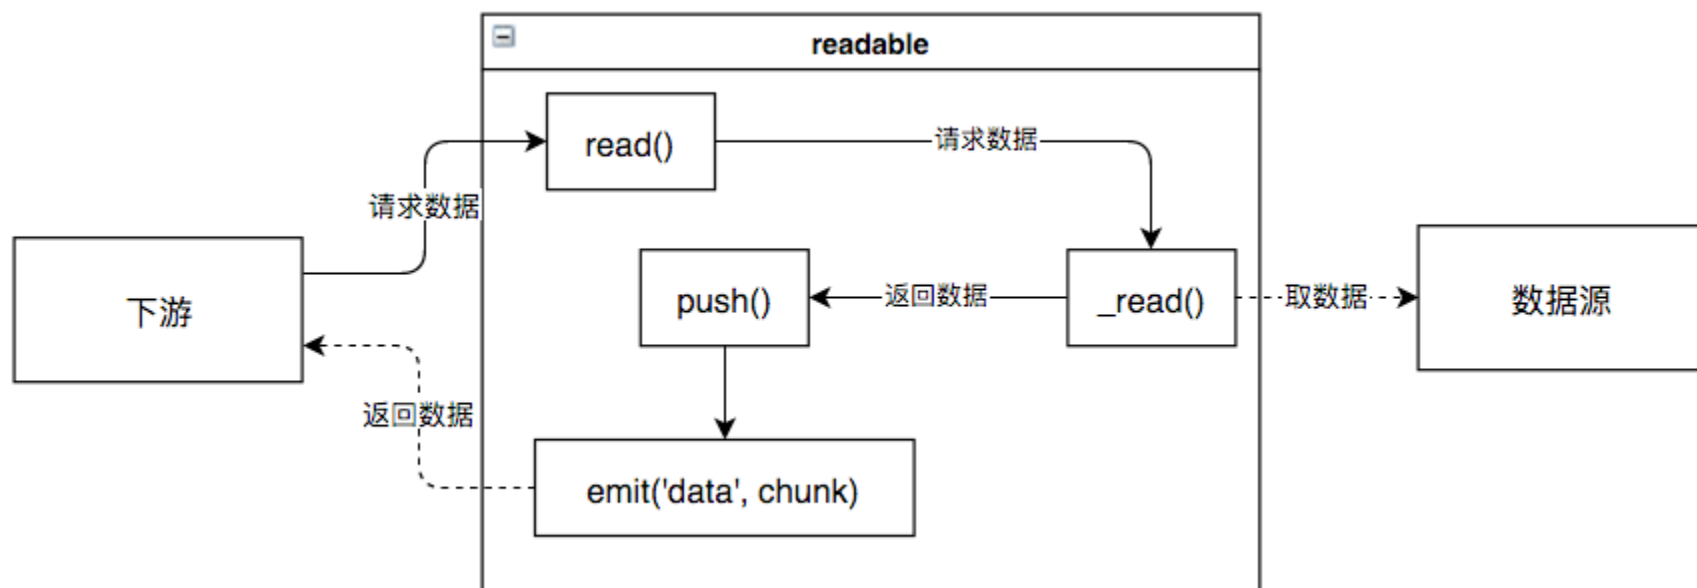 readable
read()
请求数据
请求数据
下游
push()
返回数据
_read()
取数据
数据源
返回数据
emit('data', chunk)